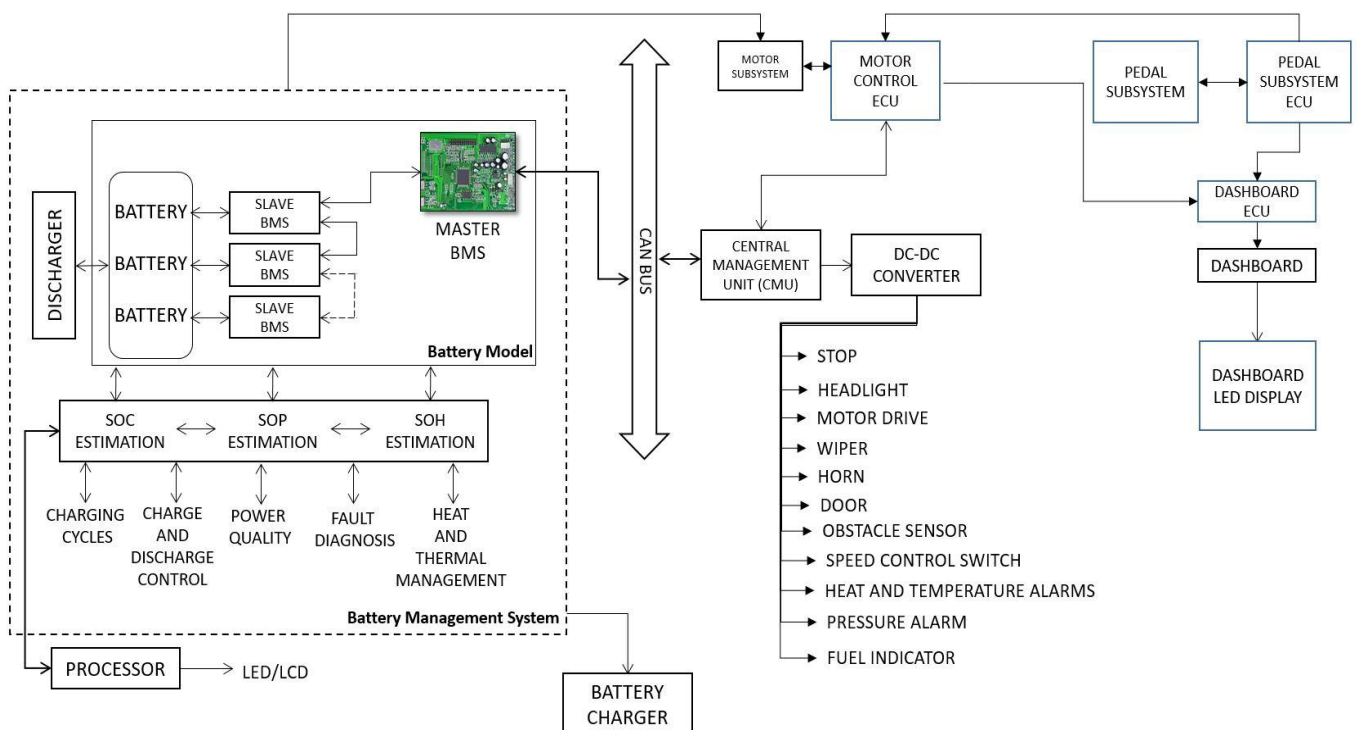 MOTOR
SUBSYSTEM
MOTOR
CONTROL
ECU
PEDAL
SUBSYSTEM
PEDAL
SUBSYSTEM
ECU
DISCHARGER
BATTERY
BATTERY
BATTERY
SLAVE
BMS
SLAVE
BMS
SLAVE
BMS
MASTER
BMS
Battery Model
CAN BUS
CENTRAL
MANAGEMENT
UNIT (CMU)
DC-DC
CONVERTER
DASHBOARD
ECU
DASHBOARD
DASHBOARD
LED DISPLAY
SOC
ESTIMATION
SOP
ESTIMATION
SOH
ESTIMATION
CHARGING
CYCLES
CHARGE
AND
DISCHARGE
CONTROL
POWER
QUALITY
FAULT
DIAGNOSIS
HEAT
AND
THERMAL
MANAGEMENT
Battery Management System
STOP
HEADLIGHT
MOTOR DRIVE
WIPER
HORN
DOOR
OBSTACLE SENSOR
SPEED CONTROL SWITCH
HEAT AND TEMPERATURE ALARMS
PRESSURE ALARM
FUEL INDICATOR
PROCESSOR
LED/LCD
BATTERY
CHARGER